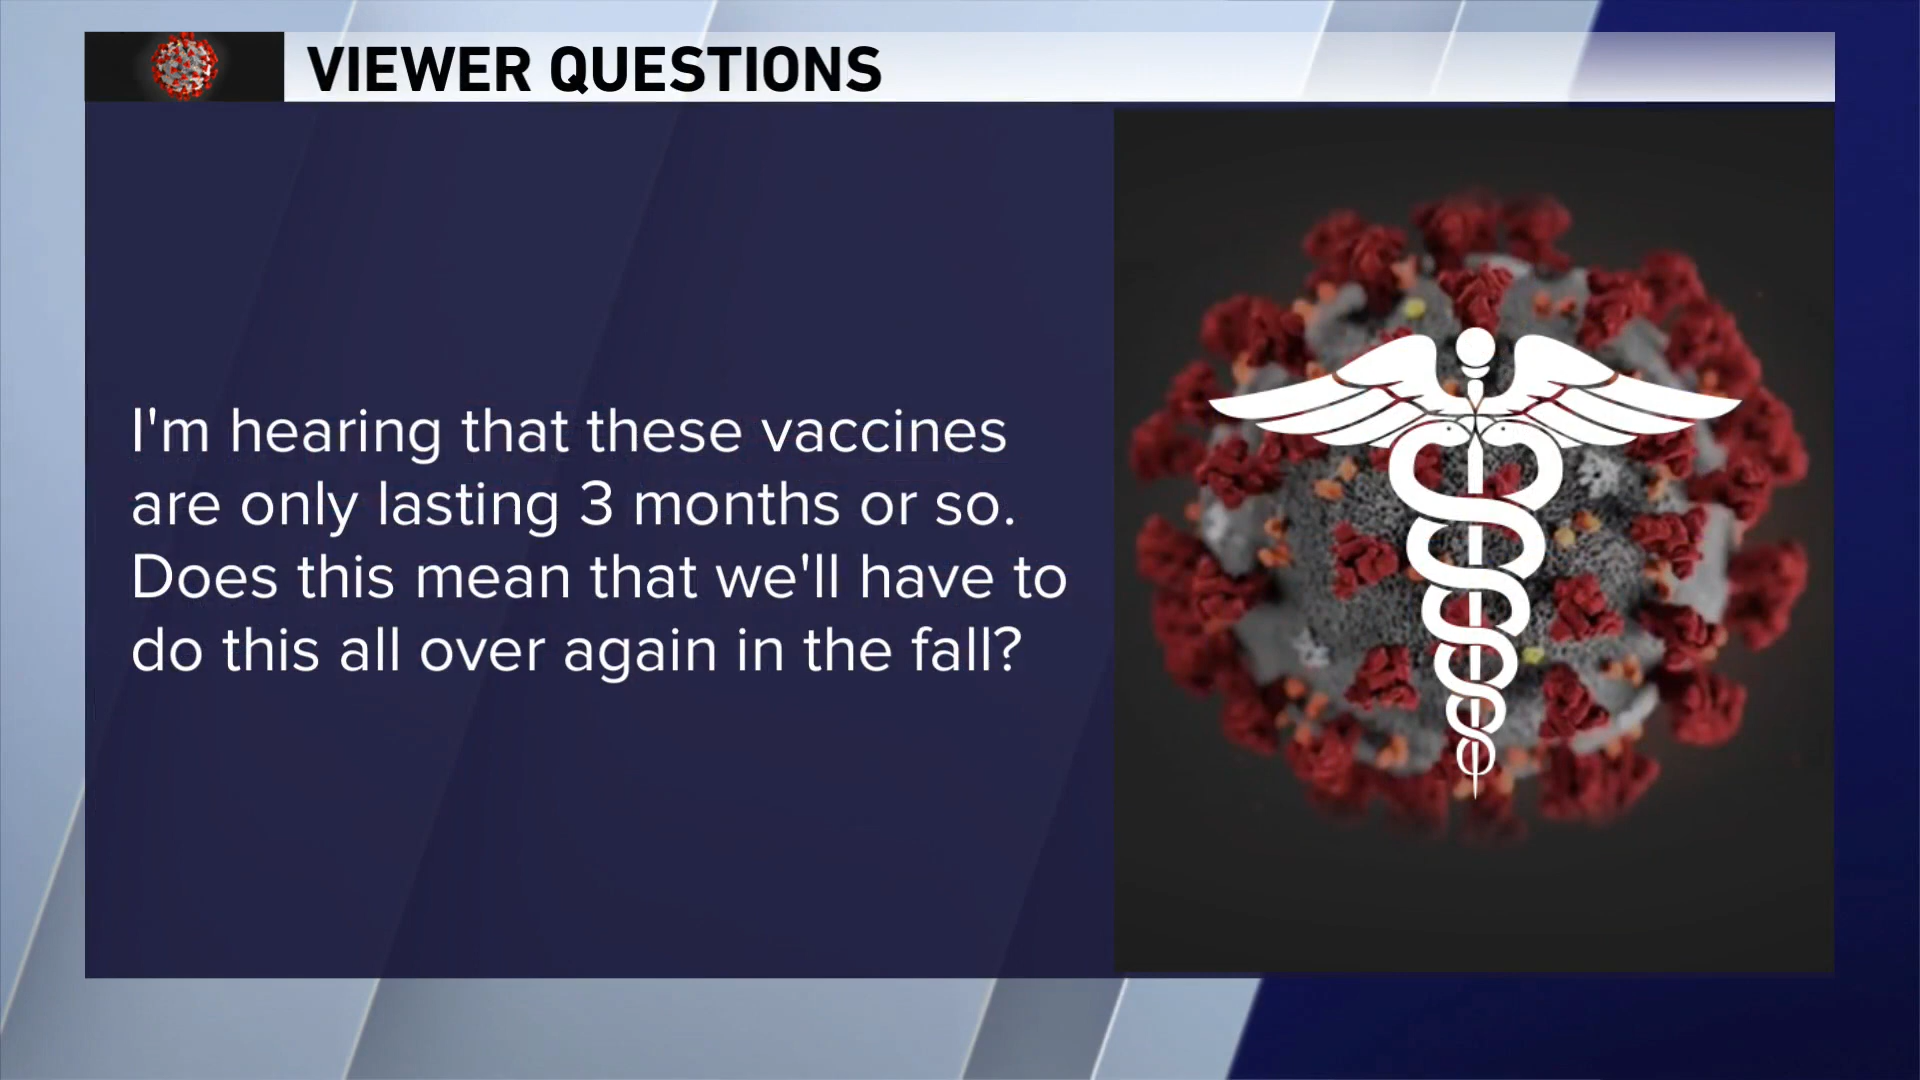 VIEWER QUESTIONS
I'm hearing that these vaccines
are only lasting 3 months or so.
Does this mean that we'll have to
do this all over again in the fall?